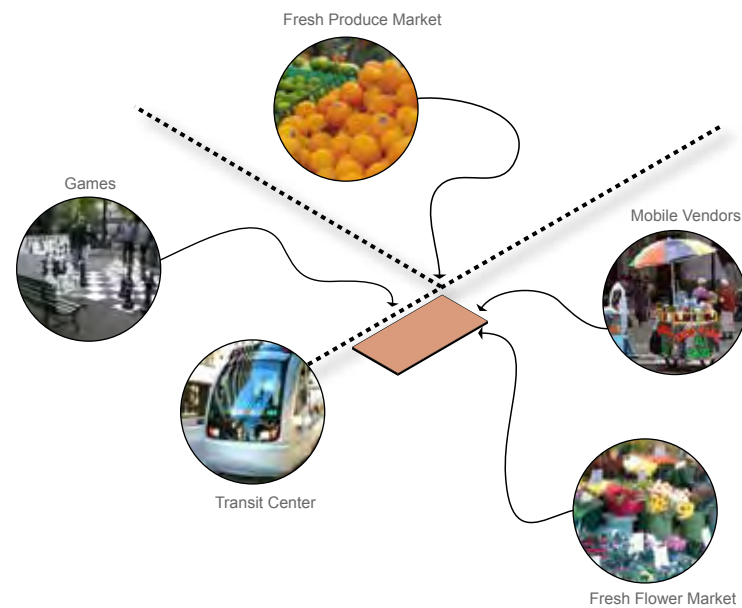 Fresh Produce Market
Games
Mobile Vendors
Transit Center
Fresh Flower Market